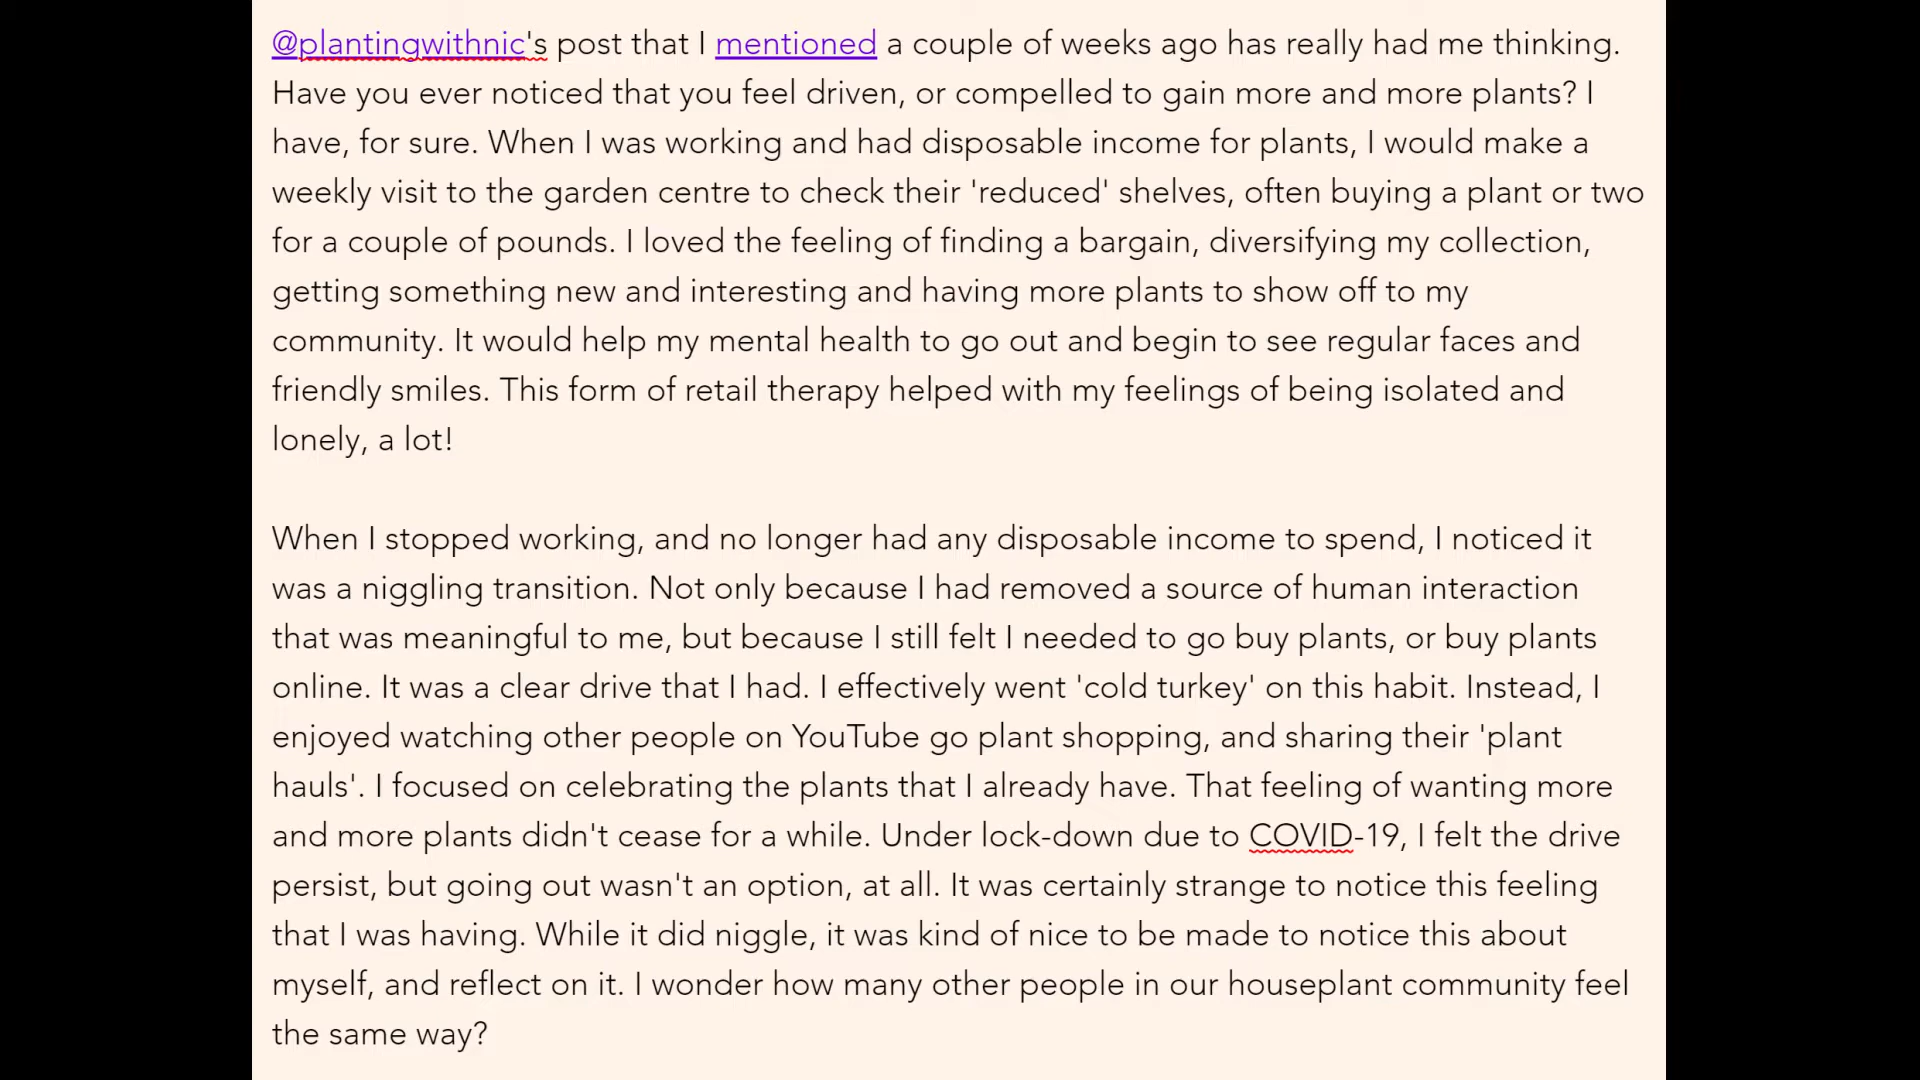 @plantingwithnic's post that I mentioned a couple of weeks ago has really had me thinking.
Have you ever noticed that you feel driven, or compelled to gain more and more plants? I
have, for sure. When I was working and had disposable income for plants, I would make a
weekly visit to the garden centre to check their 'reduced' shelves, often buying a plant or two
for a couple of pounds. I loved the feeling of finding a bargain, diversifying my collection,
getting something new and interesting and having more plants to show off to my
community. It would help my mental health to go out and begin to see regular faces and
friendly smiles. This form of retail therapy helped with my feelings of being isolated and
lonely, a lot!
When I stopped working, and no longer had any disposable income to spend, I noticed it
was a niggling transition. Not only because I had removed a source of human interaction
that was meaningful to me, but because I still felt I needed to go buy plants, or buy plants
online. It was a clear drive that I had. I effectively went 'cold turkey' on this habit. Instead, I
enjoyed watching other people on YouTube go plant shopping, and sharing their 'plant
hauls'. I focused on celebrating the plants that I already have. That feeling of wanting more
and more plants didn't cease for a while. Under lock-down due to COVID-19, I felt the drive
persist, but going out wasn't an option, at all. It was certainly strange to notice this feeling
that I was having. While it did niggle, it was kind of nice to be made to notice this about
myself, and reflect on it. I wonder how many other people in our houseplant community feel
the same way?